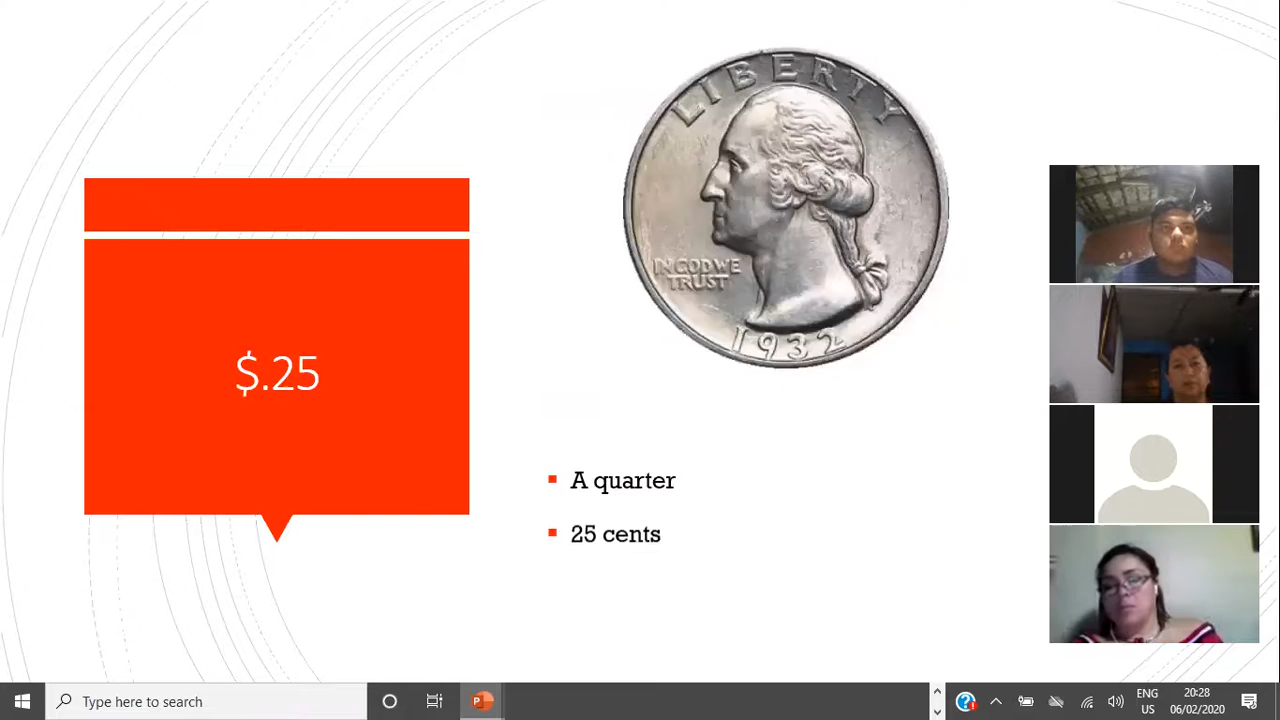 LIBERTY
IN GOD WE
TRUST
1932
$.25
A quarter
25 cents
Type here to search
P
ENG
US
20:28
06/02/2020